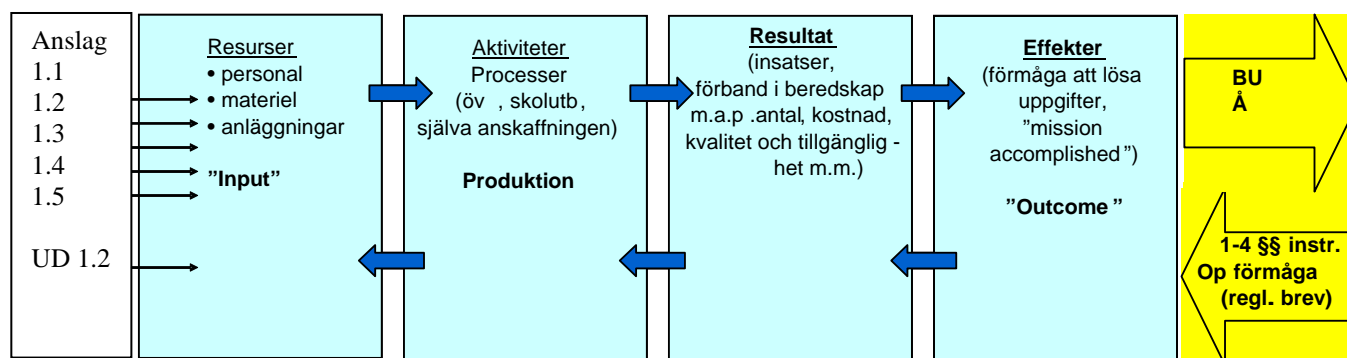 Anslag
1.1
1.2
1.3
1.4
1.5
UD 1.2
Resurser
• personal
• materiel
• anläggningar
”Input”
Aktiviteter
Processer
(öv , skolutb,
själva anskaffningen)
Produktion
Resultat
(insatser,
förband i beredskap
m.a.p .antal, kostnad,
kvalitet och tillgänglig -
het m.m.)
Effekter
(förmåga att lösa
uppgifter,
”mission
accomplished”)
”Outcome ”
BU
Å
1-4 §§ instr.
Op förmåga
(regl. brev)